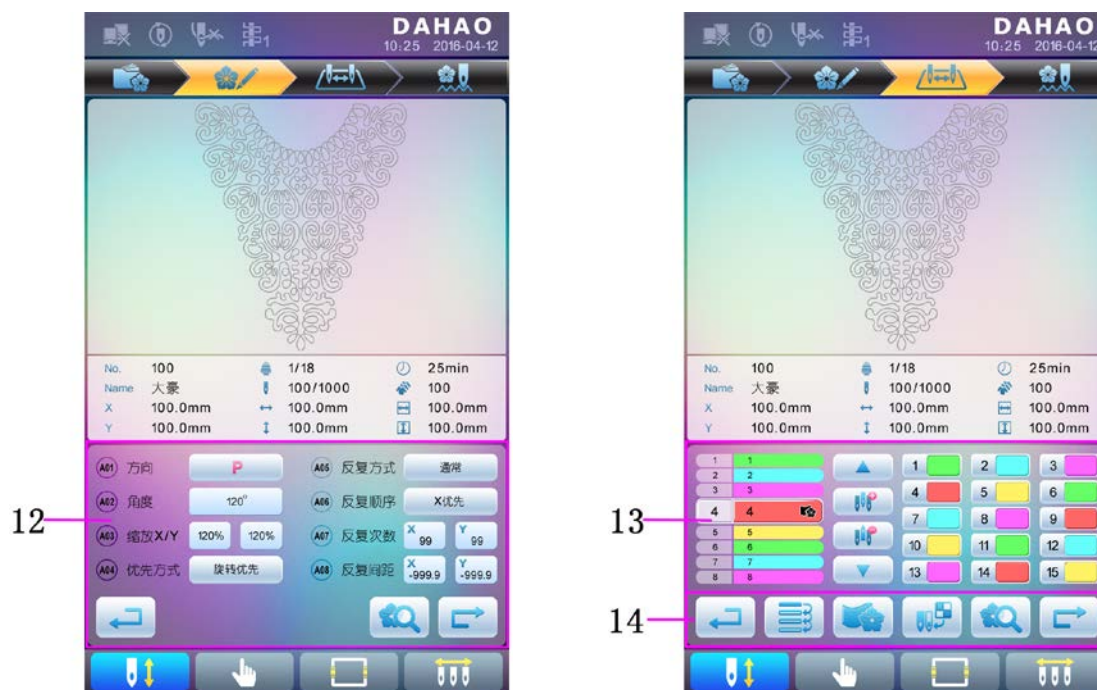 DAHAO
1
10:25 2016-04-12
No. 100 1/18 25min
Name 大豪 100/1000 100
X 100.0mm 100.0mm 100.0mm
Y 100.0mm 100.0mm 100.0mm
A01 方向 P A05 反复方式 通常
A02 角度 120° A06 反复顺序 X优先
12
A03 缩放X/Y 120% 120% A07 反复次数 X 99 Y 99
A04 优先方式 旋转优先 A08 反复间距 X -999.9 Y -999.9
DAHAO
1
10:25 2016-04-12
No. 100 1/18 25min
Name 大豪 100/1000 100
X 100.0mm 100.0mm 100.0mm
Y 100.0mm 100.0mm 100.0mm
1 1
2 2
3 3
4 4
5 5
6 6
7 7
8 8
1 2 3
4 5 6
7 8 9
10 11 12
13 14 15
13
14